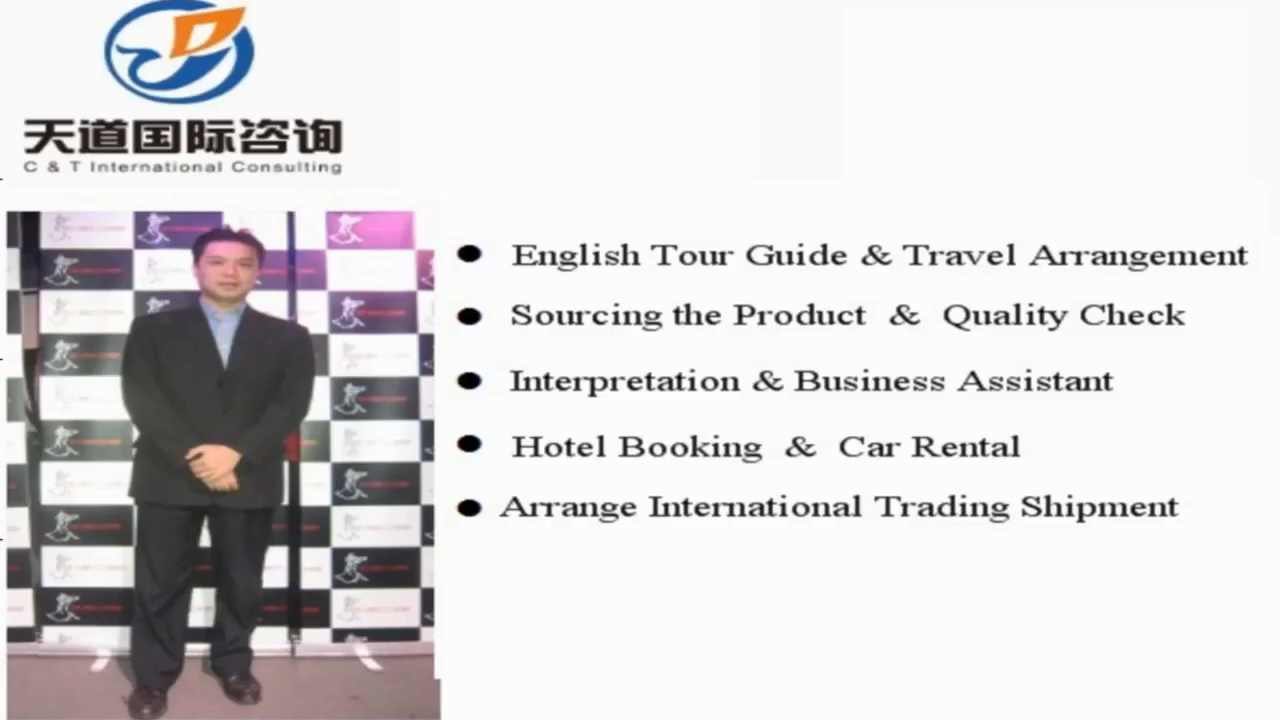 天道国际咨询
C & T International Consulting
● English Tour Guide & Travel Arrangement
● Sourcing the Product & Quality Check
● Interpretation & Business Assistant
● Hotel Booking & Car Rental
● Arrange International Trading Shipment